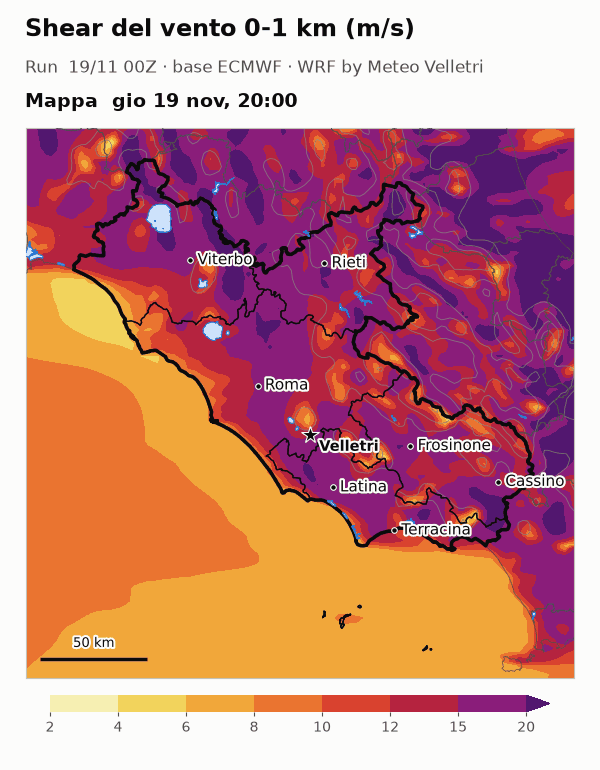 Shear del vento 0-1 km (m/s)
Run  19/11 00Z · base ECMWF · WRF by Meteo Velletri
Mappa  gio 19 nov, 20:00
Viterbo
Rieti
Roma
Velletri
Frosinone
Cassino
Latina
Terracina
50 km
2 4 6 8 10 12 15 20